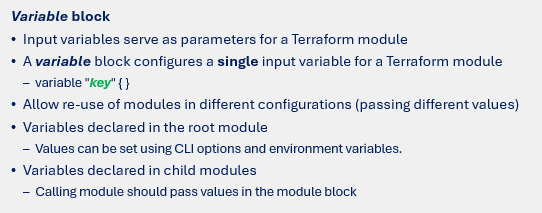 Variable block
• Input variables serve as parameters for a Terraform module
• A variable block configures a single input variable for a Terraform module
– variable "key" { }
• Allow re-use of modules in different configurations (passing different values)
• Variables declared in the root module
– Values can be set using CLI options and environment variables.
• Variables declared in child modules
– Calling module should pass values in the module block